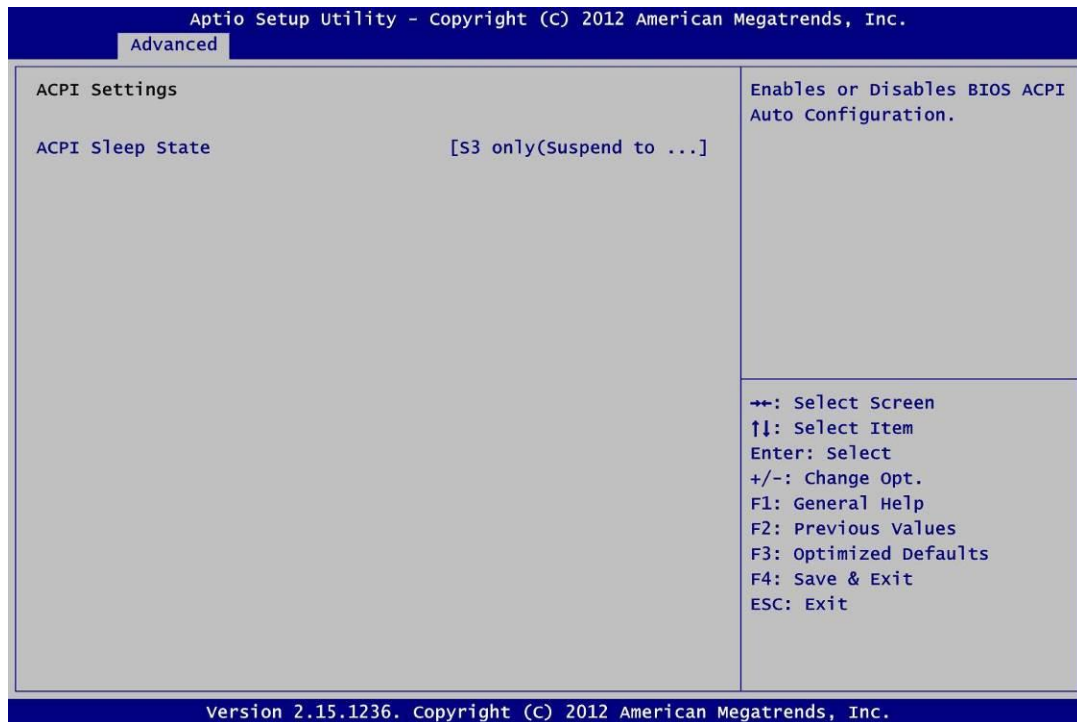 Aptio Setup Utility - Copyright (C) 2012 American Megatrends, Inc.
Advanced
ACPI Settings
ACPI Sleep State [S3 only(Suspend to ...]
Enables or Disables BIOS ACPI
Auto Configuration.
→←: Select Screen
↑↓: Select Item
Enter: Select
+/-: Change Opt.
F1: General Help
F2: Previous Values
F3: Optimized Defaults
F4: Save & Exit
ESC: Exit
Version 2.15.1236. Copyright (C) 2012 American Megatrends, Inc.